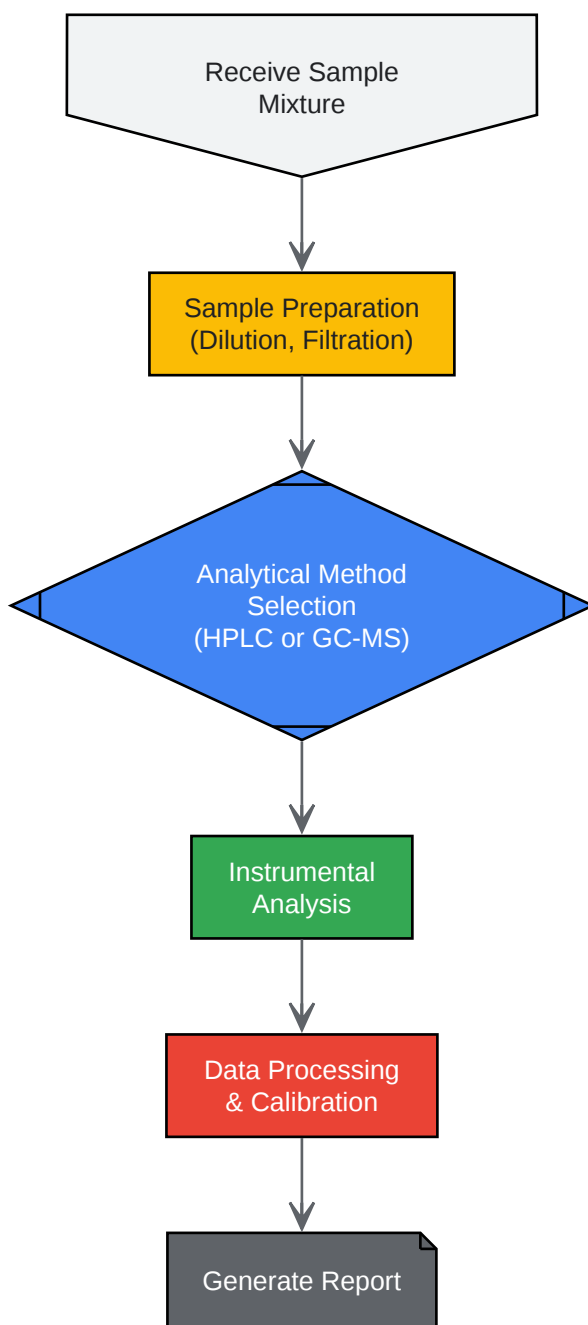 Receive Sample
Mixture
Sample Preparation
(Dilution, Filtration)
Analytical Method
Selection
(HPLC or GC-MS)
Instrumental
Analysis
Data Processing
& Calibration
Generate Report